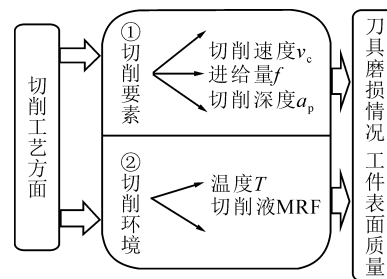 切削工艺方面
①
切削要素
切削速度vc
进给量f
切削深度ap
②
切削环境
温度T
切削液MRF
刀具磨损情况
工件表面质量